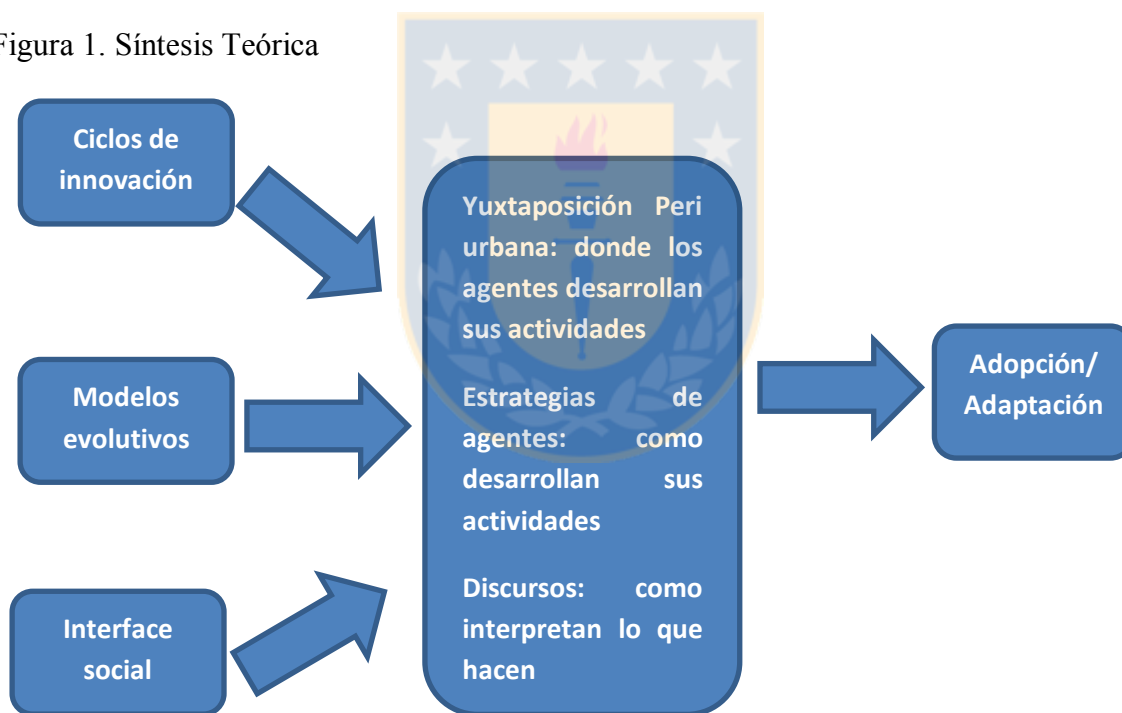 Figura 1. Síntesis Teórica
Ciclos de
innovación
Modelos
evolutivos
Interface
social
Yuxtaposición Peri
urbana: donde los
agentes desarrollan
sus actividades
Estrategias de
agentes: como
desarrollan sus
actividades
Discursos: como
interpretan lo que
hacen
Adopción/
Adaptación